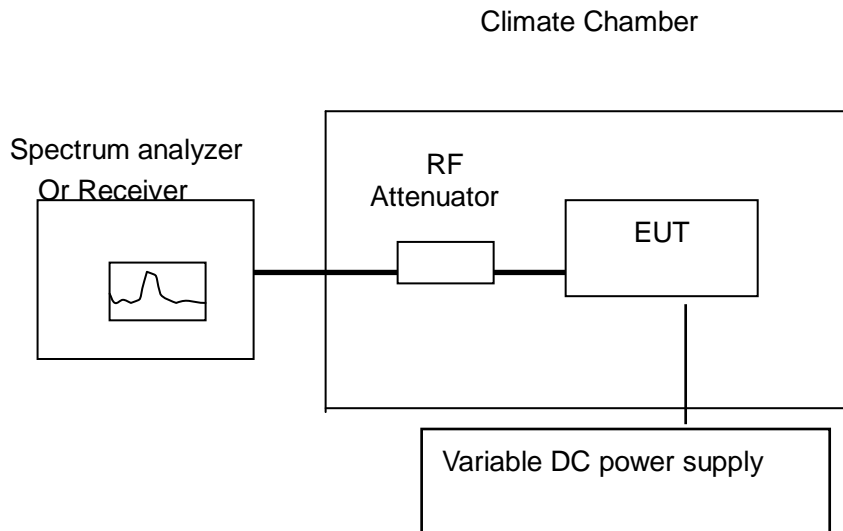 Climate Chamber
Spectrum analyzer
Or Receiver
RF
Attenuator
EUT
Variable DC power supply